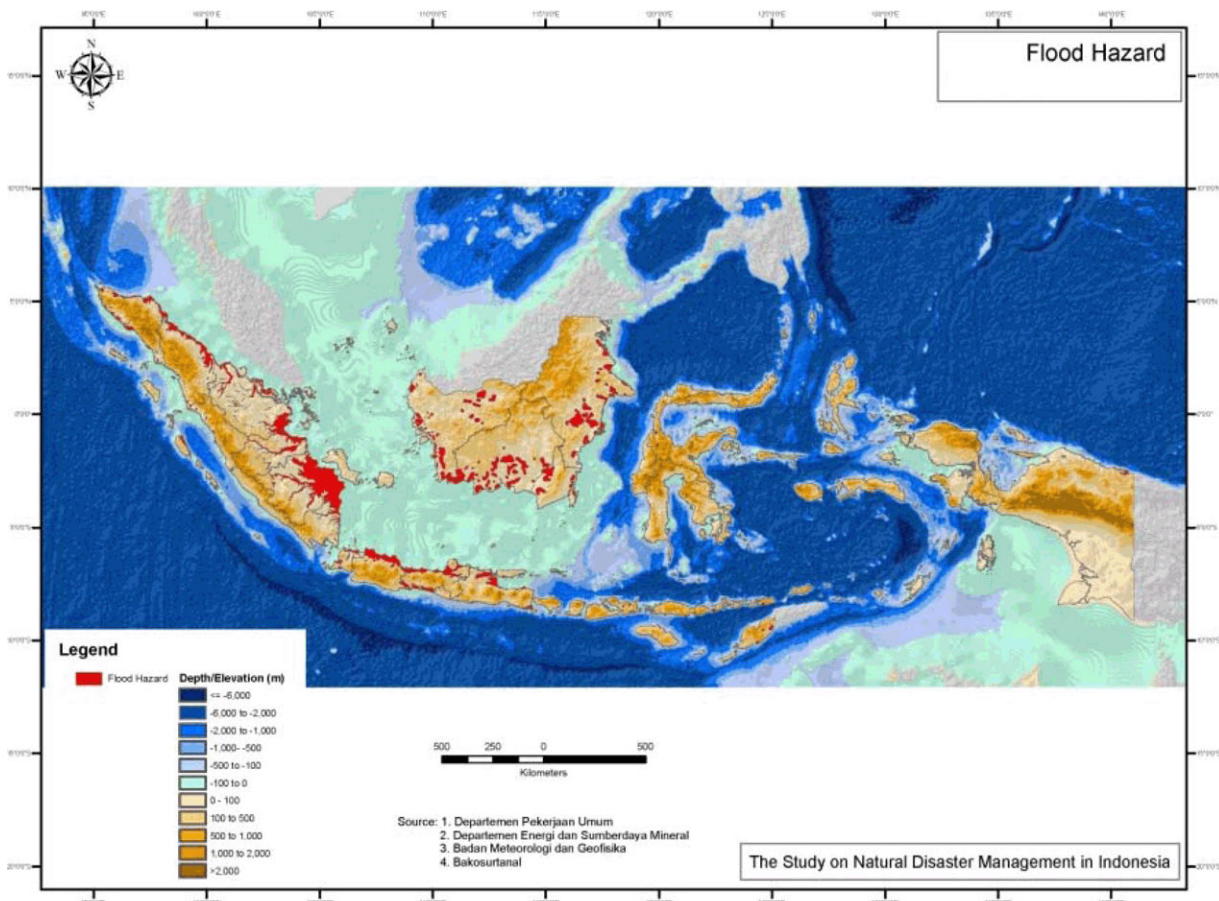 Flood Hazard
N
W E
S
Legend
Flood Hazard
Depth/Elevation (m)
<= -6,000
-6,000 to -2,000
-2,000 to -1,000
-1,000- -500
-500 to -100
-100 to 0
0 - 100
100 to 500
500 to 1,000
1,000 to 2,000
>2,000
500 250 0 500
Kilometers
Source: 1. Departemen Pekerjaan Umum
2. Departemen Energi dan Sumberdaya Mineral
3. Badan Meteorologi dan Geofisika
4. Bakosurtanal
The Study on Natural Disaster Management in Indonesia